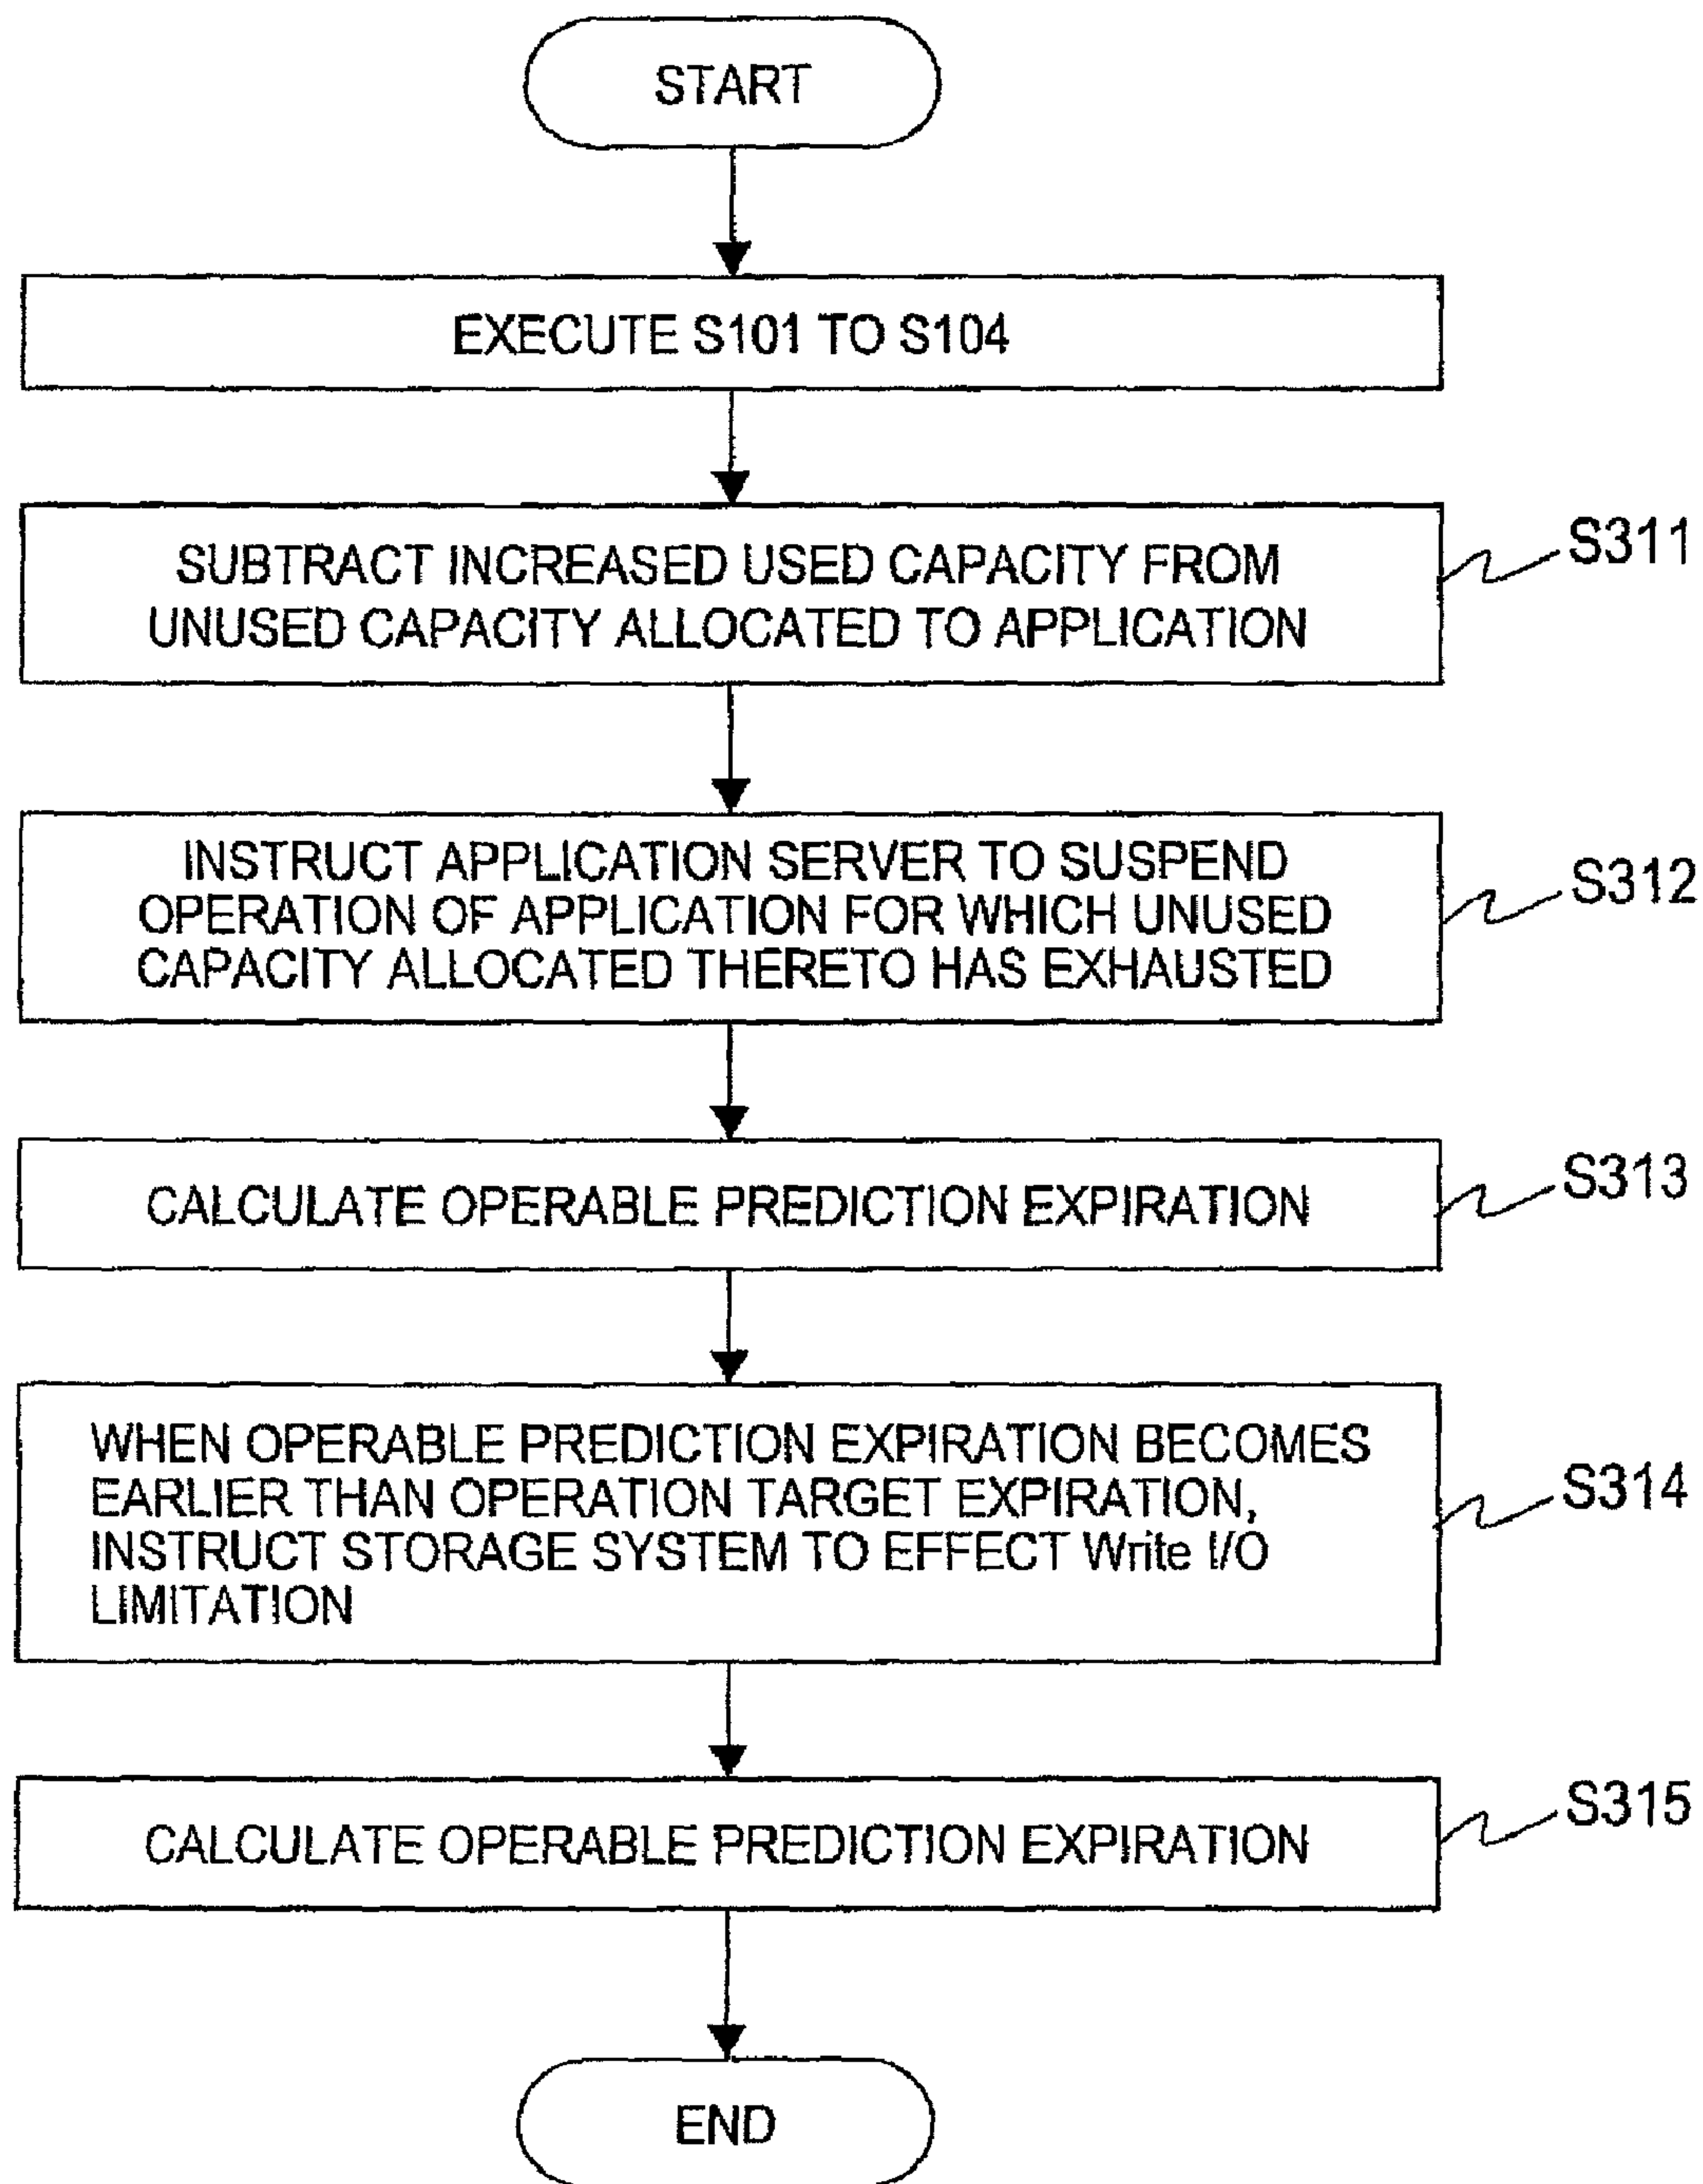 START
EXECUTE S101 TO S104
SUBTRACT INCREASED USED CAPACITY FROM
UNUSED CAPACITY ALLOCATED TO APPLICATION
S311
INSTRUCT APPLICATION SERVER TO SUSPEND
OPERATION OF APPLICATION FOR WHICH UNUSED
CAPACITY ALLOCATED THERETO HAS EXHAUSTED
S312
CALCULATE OPERABLE PREDICTION EXPIRATION
S313
WHEN OPERABLE PREDICTION EXPIRATION BECOMES
EARLIER THAN OPERATION TARGET EXPIRATION,
INSTRUCT STORAGE SYSTEM TO EFFECT Write I/O
LIMITATION
S314
CALCULATE OPERABLE PREDICTION EXPIRATION
S315
END